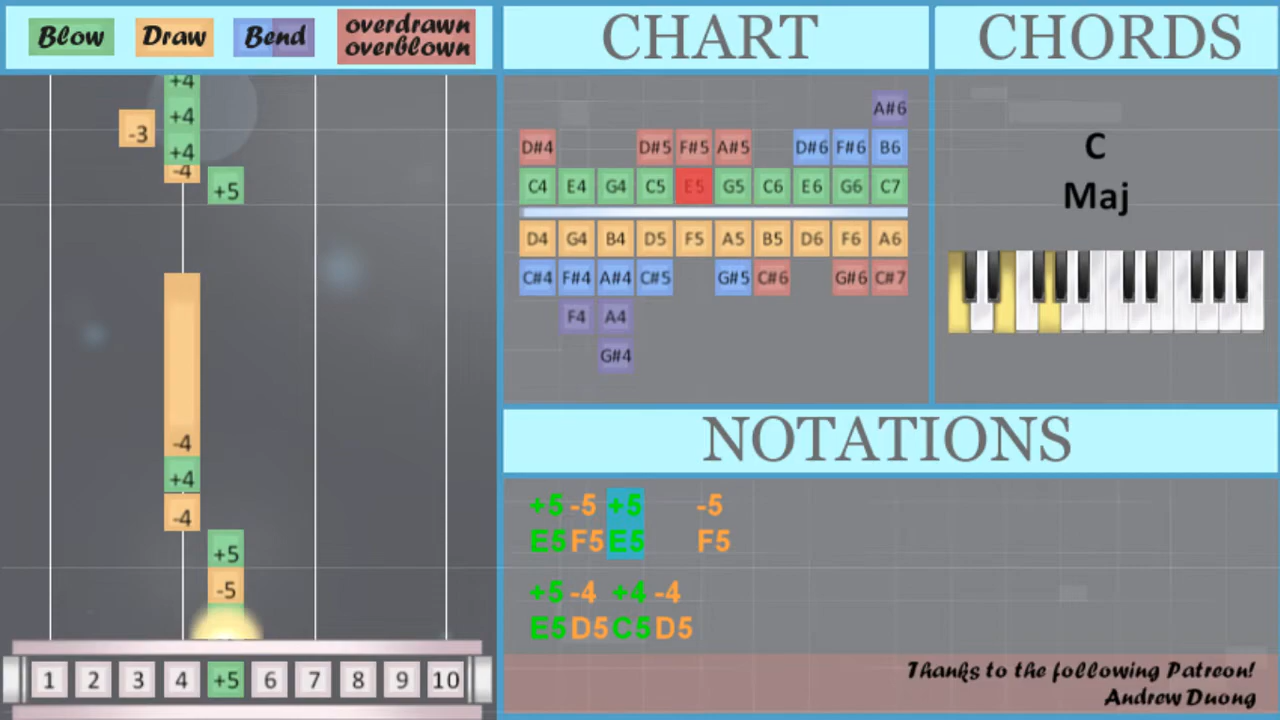 Blow Draw Bend overdrawn
overblown
CHART
CHORDS
+4
+4
-3
+4
-4
+5
-4
+4
-4
+5
-5
1 2 3 4 +5 6 7 8 9 10
A#6
D#4 D#5 F#5 A#5 D#6 F#6 B6
C4 E4 G4 C5 E5 G5 C6 E6 G6 C7
D4 G4 B4 D5 F5 A5 B5 D6 F6 A6
C#4 F#4 A#4 C#5 G#5 C#6 G#6 C#7
F4 A4
G#4
C
Maj
NOTATIONS
+5 -5 +5 -5
E5 F5 E5 F5
+5 -4 +4 -4
E5 D5 C5 D5
Thanks to the following Patreon!
Andrew Duong